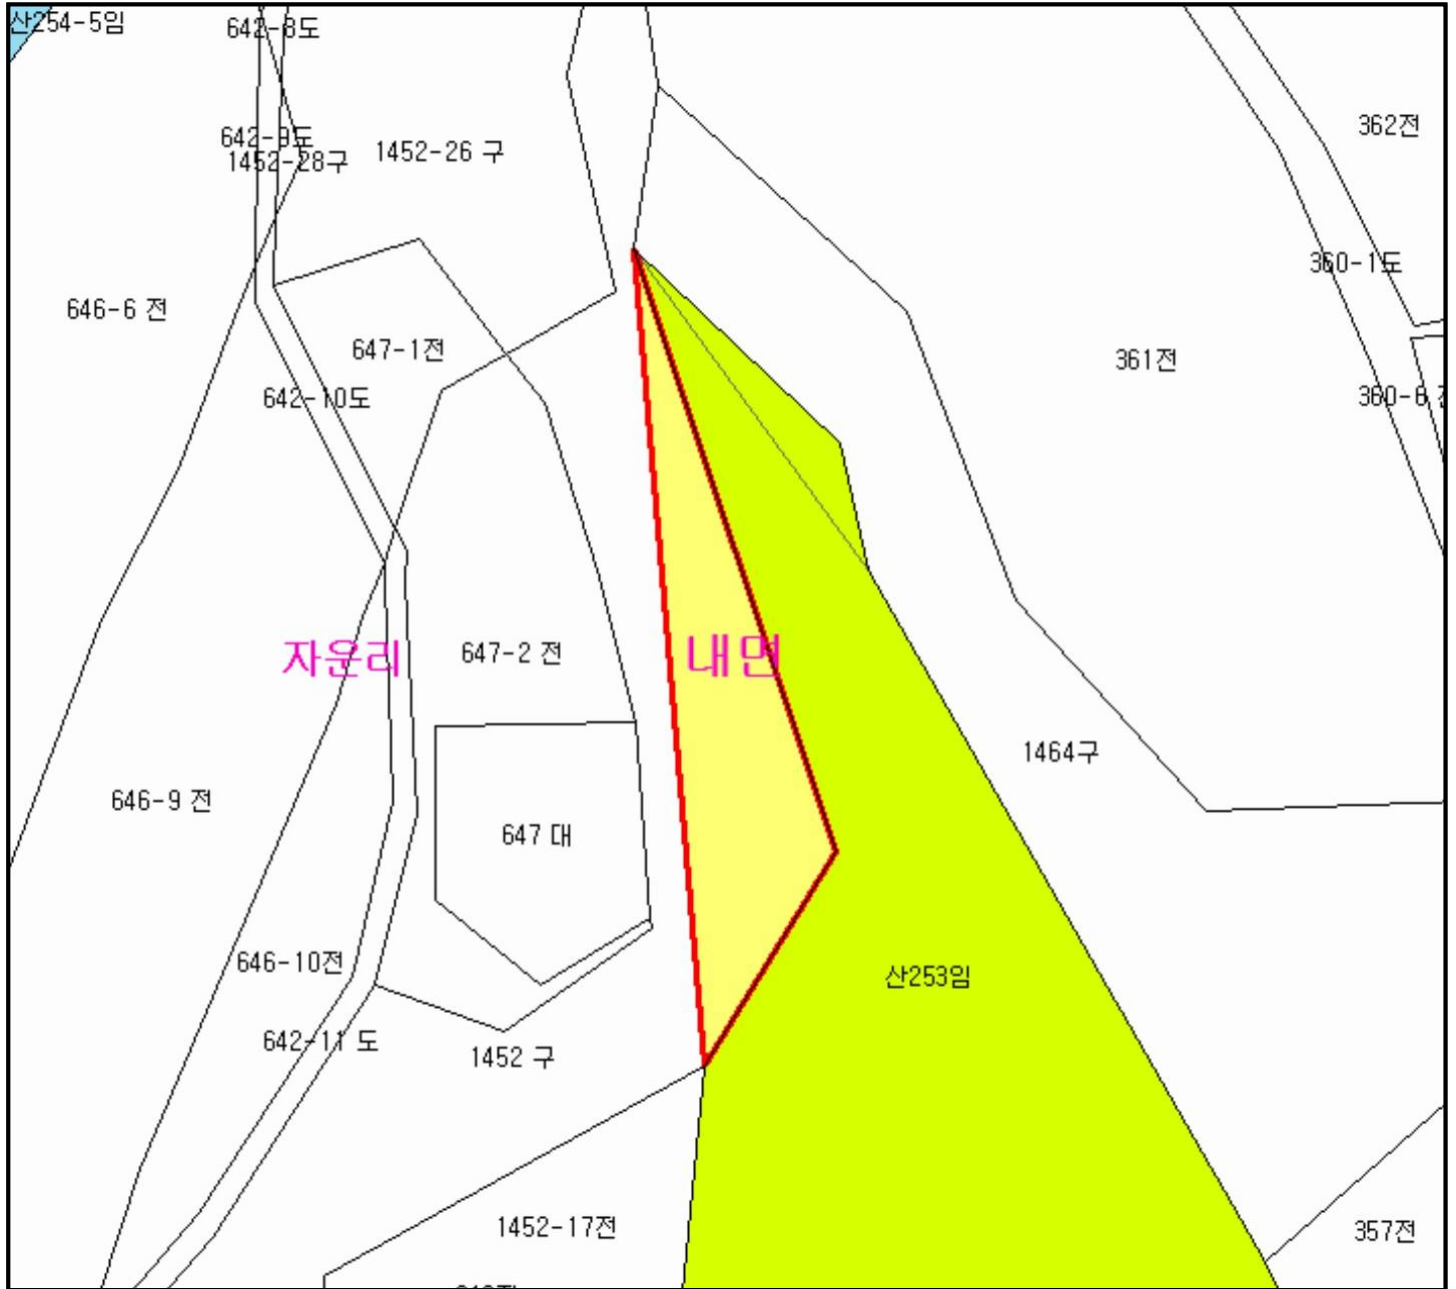 산254-5임
642-8도
642-9도
1452-28구
1452-26 구
362전
360-1도
646-6 전
647-1전
361전
642-10도
자운리
647-2 전
내면
1464구
646-9 전
647 대
646-10전
산253임
642-11 도
1452 구
1452-17전
357전